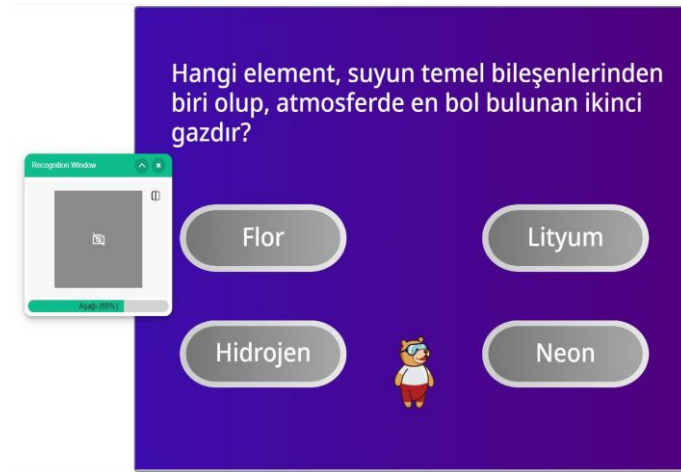 Hangi element, suyun temel bileşenlerinden
biri olup, atmosferde en bol bulunan ikinci
gazdır?
Recognition Window
Aşağı (68%)
Flor
Lityum
Hidrojen
Neon